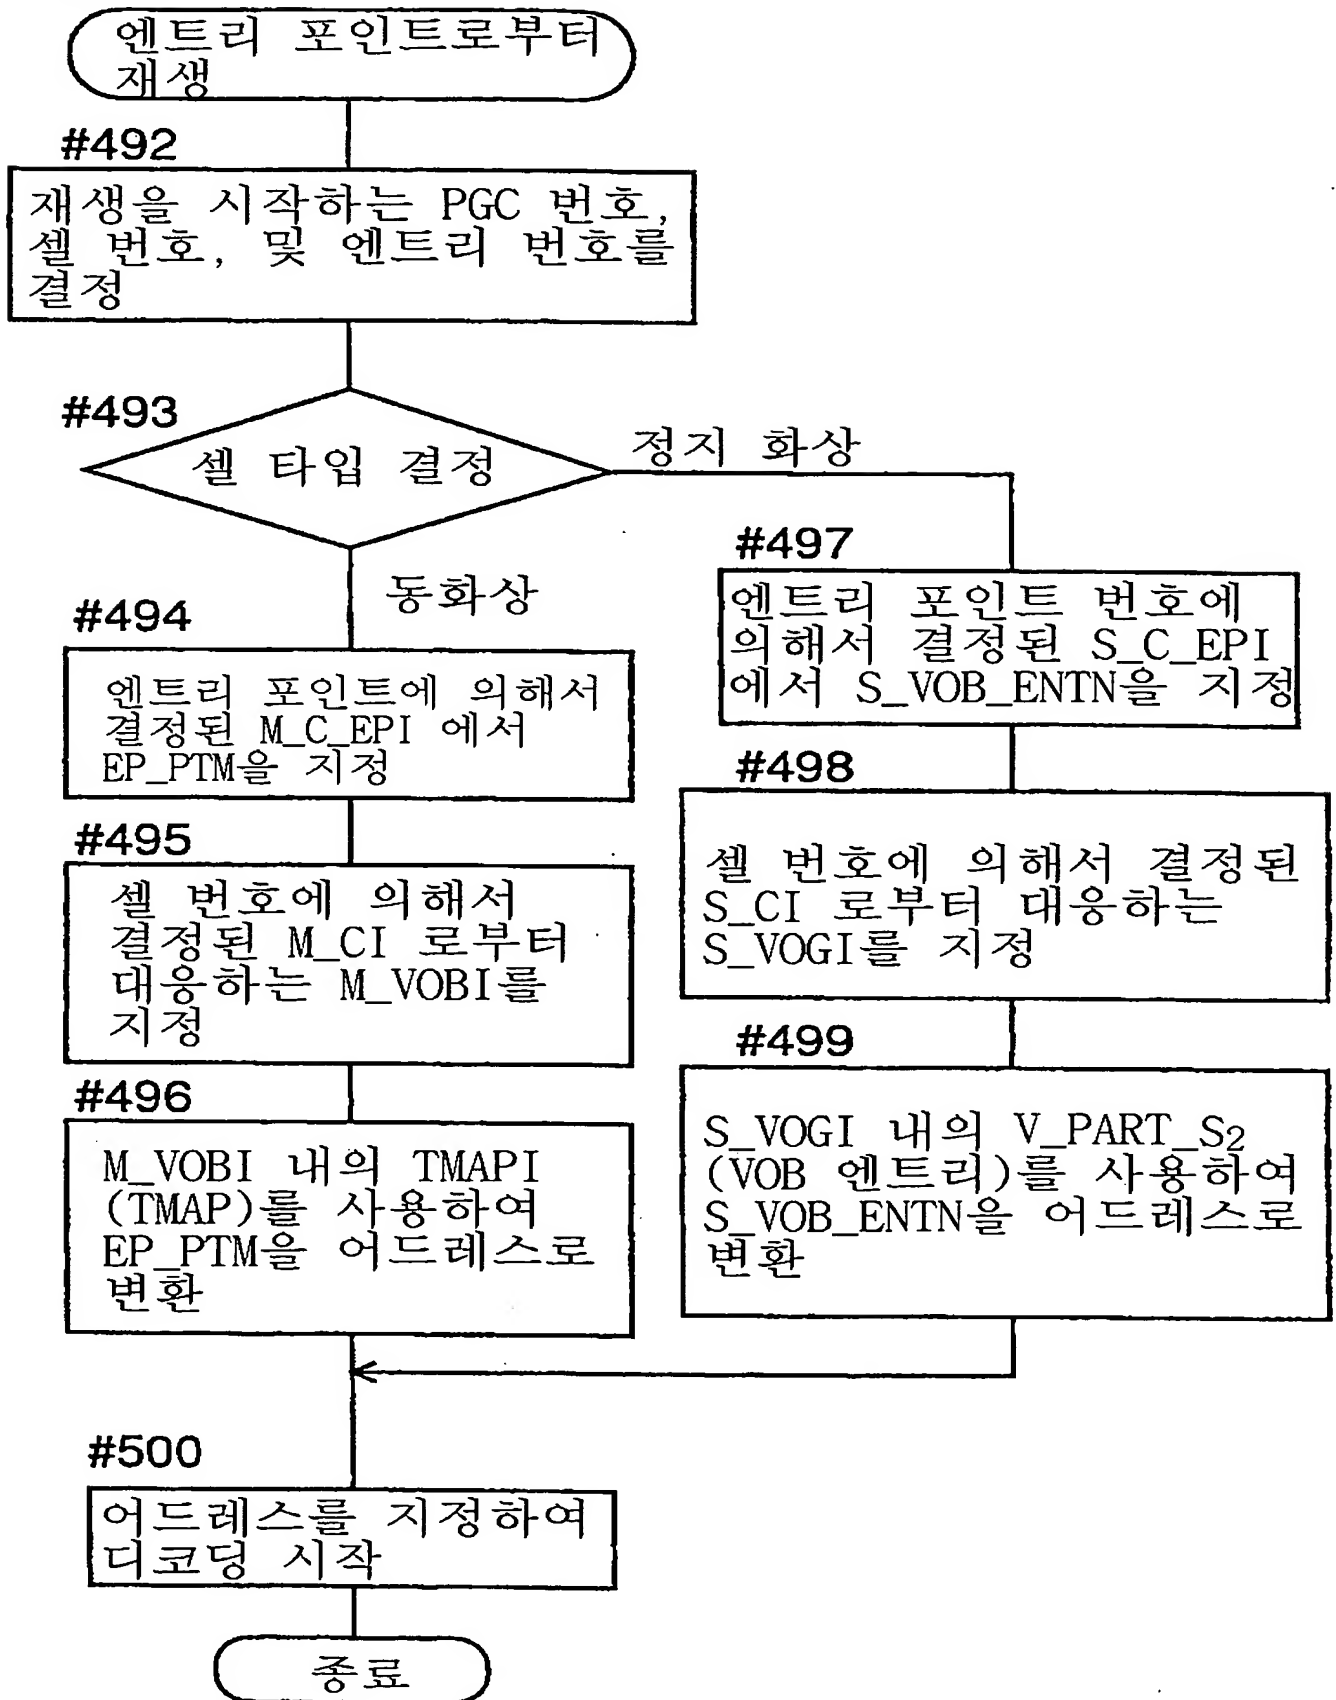 엔트리 포인트로부터
재생
#492
재생을 시작하는 PGC 번호,
셀 번호, 및 엔트리 번호를
결정
#493
셀 타입 결정
정지 화상
동화상
#494
엔트리 포인트에 의해서
결정된 M_C_EPI 에서
EP_PTM을 지정
#495
셀 번호에 의해서
결정된 M_CI 로부터
대응하는 M_VOBI를
지정
#496
M_VOBI 내의 TMAPI
(TMAP)를 사용하여
EP_PTM을 어드레스로
변환
#497
엔트리 포인트 번호에
의해서 결정된 S_C_EPI
에서 S_VOB_ENTN을 지정
#498
셀 번호에 의해서 결정된
S_CI 로부터 대응하는
S_VOGI를 지정
#499
S_VOGI 내의 V_PART_S2
(VOB 엔트리)를 사용하여
S_VOB_ENTN을 어드레스로
변환
#500
어드레스를 지정하여
디코딩 시작
종료